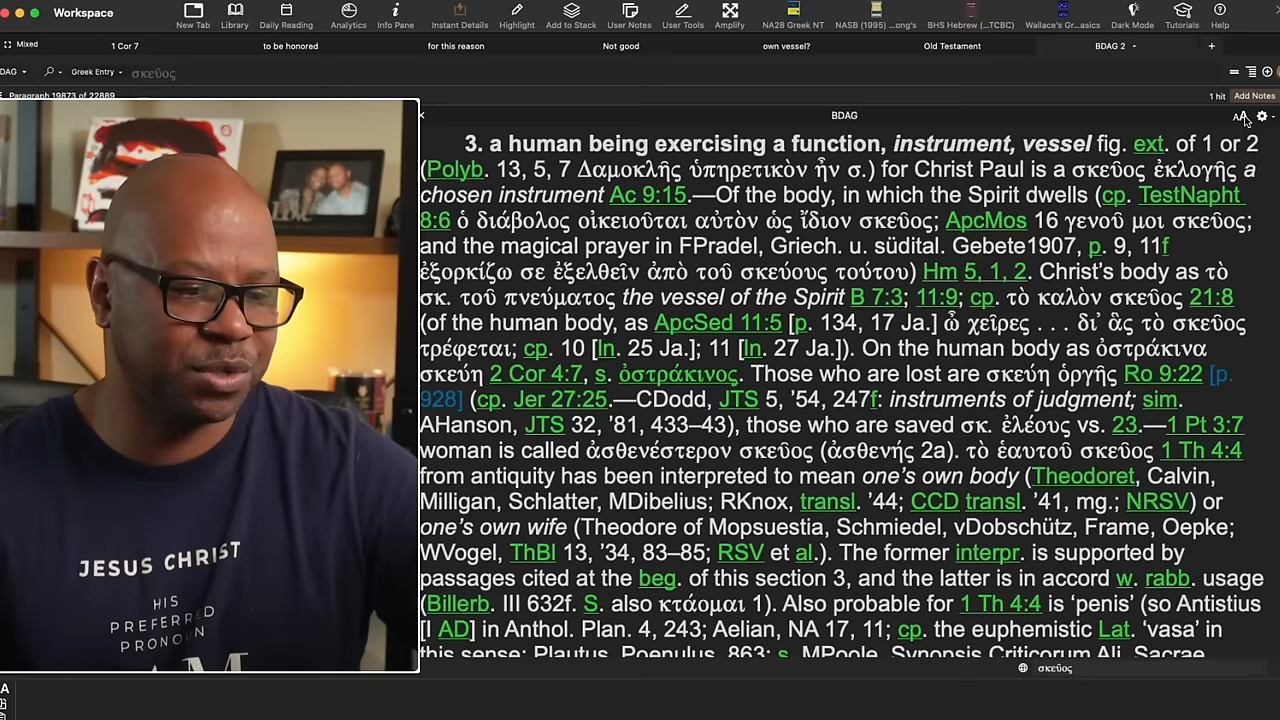 Workspace
New Tab Library Daily Reading Analytics Info Pane Instant Details Highlight Add to Stack User Notes User Tools Amplify NA28 Greek NT NASB (1995) ...ong's BHS Hebrew (...TCBC) Wallace's Gr...asics Dark Mode Tutorials Help
Mixed 1 Cor 7 to be honored for this reason Not good own vessel? Old Testament BDAG 2 +
DAG Greek Entry σκεῦος
Paragraph 19873 of 22889 1 hit Add Notes
BDAG
3. a human being exercising a function, instrument, vessel fig. ext. of 1 or 2
(Polyb. 13, 5, 7 Δαμοκλῆς ὑπηρετικὸν ἦν σ.) for Christ Paul is a σκεῦος ἐκλογῆς a
chosen instrument Ac 9:15.—Of the body, in which the Spirit dwells (cp. TestNapht
8:6 ὁ διάβολος οἰκειοῦται αὐτὸν ὡς ἴδιον σκεῦος; ApcMos 16 γενοῦ μοι σκεῦος;
and the magical prayer in FPradel, Griech. u. südital. Gebete1907, p. 9, 11f
ἐξορκίζω σε ἐξελθεῖν ἀπὸ τοῦ σκεύους τούτου) Hm 5, 1, 2. Christ's body as τὸ
σκ. τοῦ πνεύματος the vessel of the Spirit B 7:3; 11:9; cp. τὸ καλὸν σκεῦος 21:8
(of the human body, as ApcSed 11:5 [p. 134, 17 Ja.] ὦ χεῖρες . . . δι᾽ ἃς τὸ σκεῦος
τρέφεται; cp. 10 [ln. 25 Ja.]; 11 [ln. 27 Ja.]). On the human body as ὀστράκινα
σκεύη 2 Cor 4:7, s. ὀστράκινος. Those who are lost are σκεύη ὀργῆς Ro 9:22 [p.
928] (cp. Jer 27:25.—CDodd, JTS 5, '54, 247f: instruments of judgment; sim.
AHanson, JTS 32, '81, 433–43), those who are saved σκ. ἐλέους vs. 23.—1 Pt 3:7
woman is called ἀσθενέστερον σκεῦος (ἀσθενής 2a). τὸ ἑαυτοῦ σκεῦος 1 Th 4:4
from antiquity has been interpreted to mean one's own body (Theodoret, Calvin,
Milligan, Schlatter, MDibelius; RKnox, transl. '44; CCD transl. '41, mg.; NRSV) or
one's own wife (Theodore of Mopsuestia, Schmiedel, vDobschütz, Frame, Oepke;
WVogel, ThBl 13, '34, 83–85; RSV et al.). The former interpr. is supported by
passages cited at the beg. of this section 3, and the latter is in accord w. rabb. usage
(Billerb. III 632f. S. also κτάομαι 1). Also probable for 1 Th 4:4 is 'penis' (so Antistius
[I AD] in Anthol. Plan. 4, 243; Aelian, NA 17, 11; cp. the euphemistic Lat. 'vasa' in
this sense: Plautus, Poenulus, 863; s. MPoole, Synopsis Criticorum Ali. Sacrae
σκεῦος
JESUS CHRIST
HIS
PREFERRED
PRONOUN
I AM
A